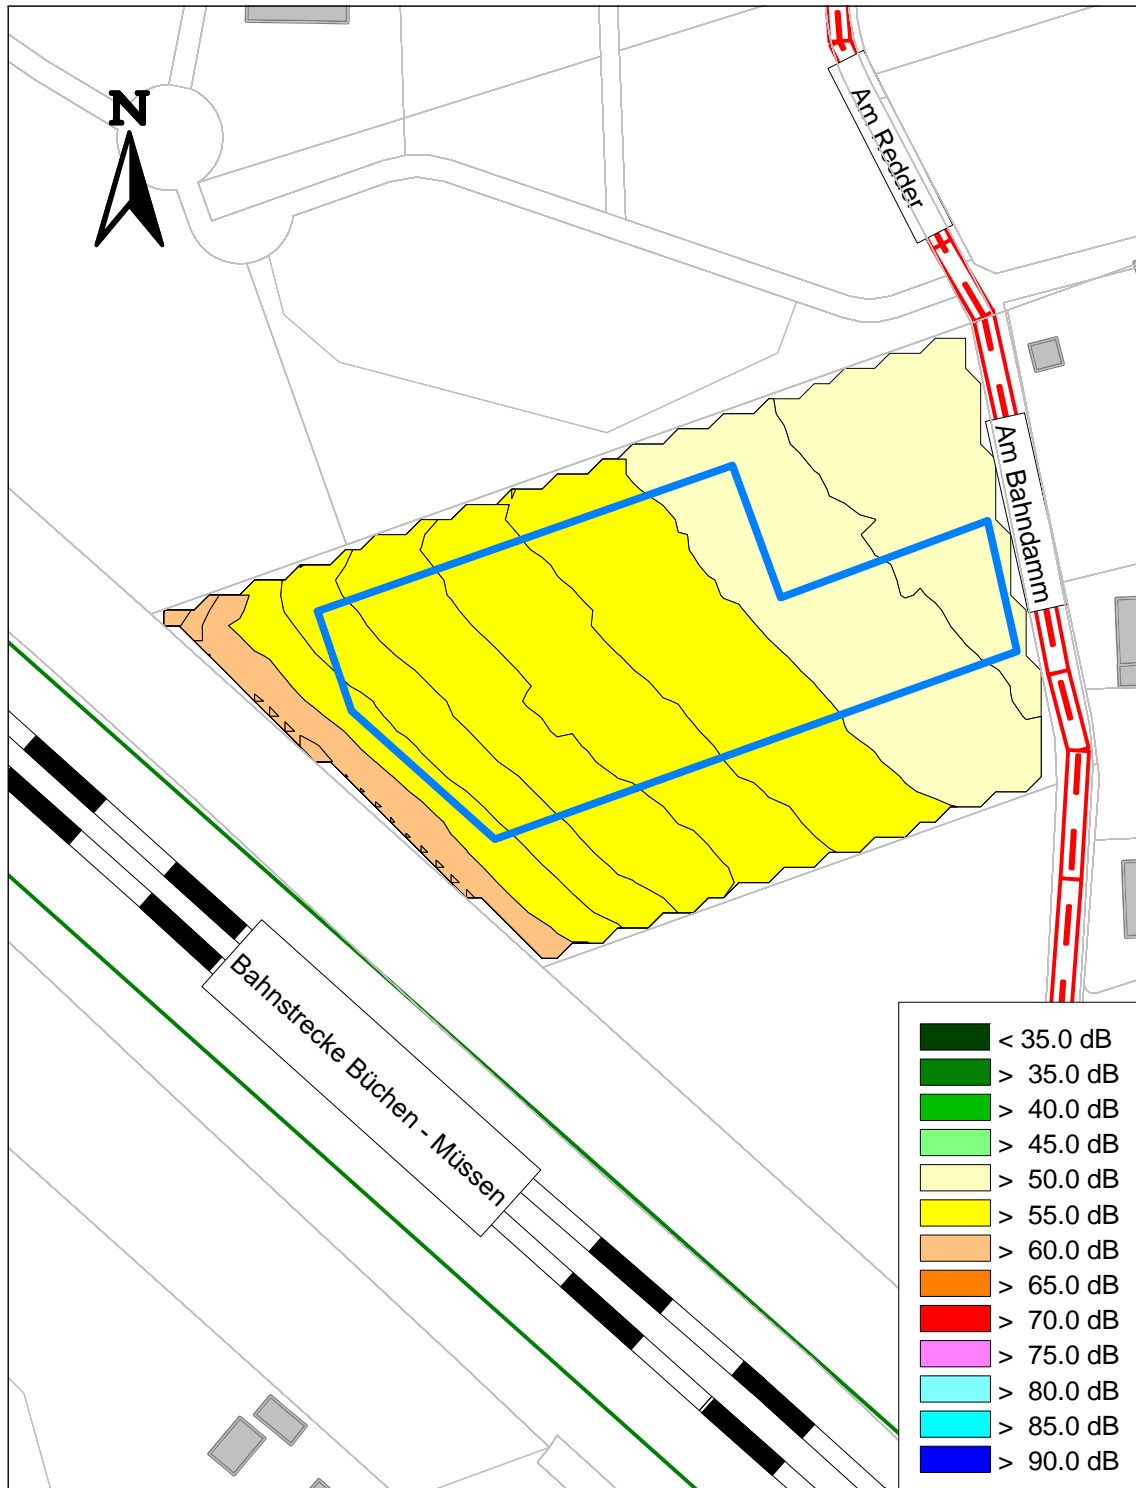 N
Am Redder
Am Bahndamm
Bahnstrecke Büchen - Müssen
< 35.0 dB
> 35.0 dB
> 40.0 dB
> 45.0 dB
> 50.0 dB
> 55.0 dB
> 60.0 dB
> 65.0 dB
> 70.0 dB
> 75.0 dB
> 80.0 dB
> 85.0 dB
> 90.0 dB